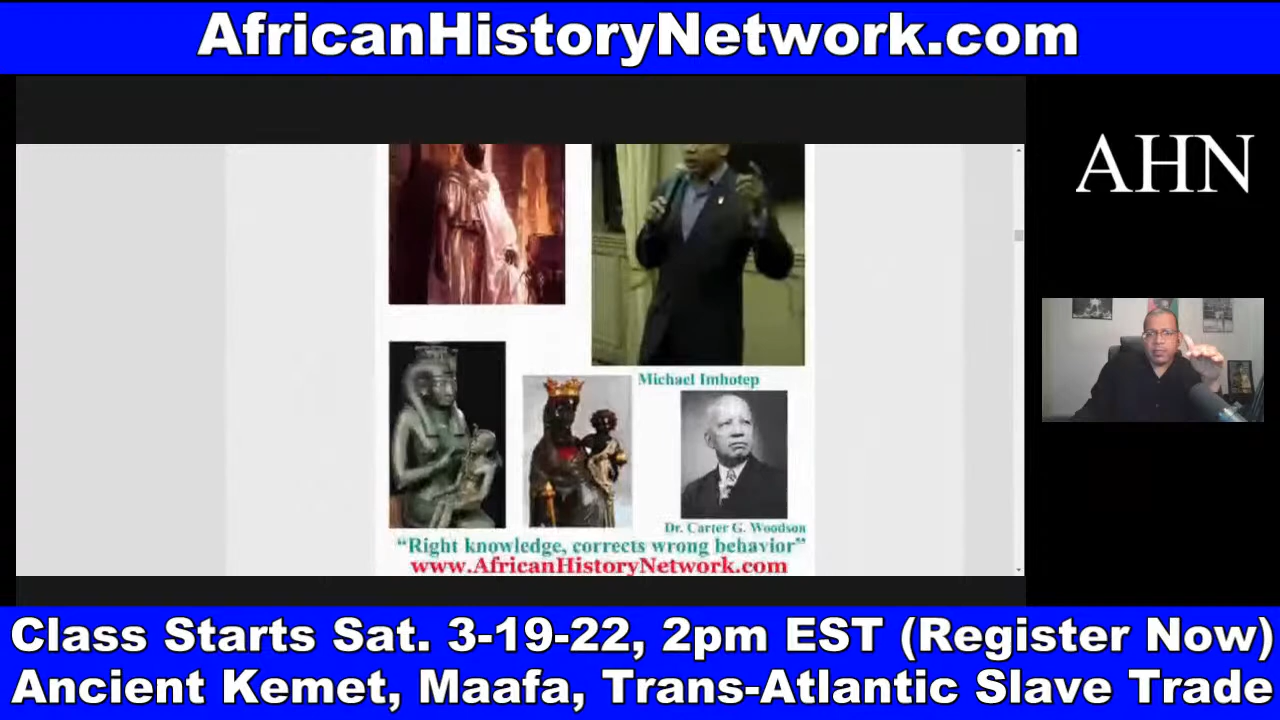 AfricanHistoryNetwork.com
AHN
Michael Imhotep
Dr. Carter G. Woodson
“Right knowledge, corrects wrong behavior”
www.AfricanHistoryNetwork.com
Class Starts Sat. 3-19-22, 2pm EST (Register Now)
Ancient Kemet, Maafa, Trans-Atlantic Slave Trade